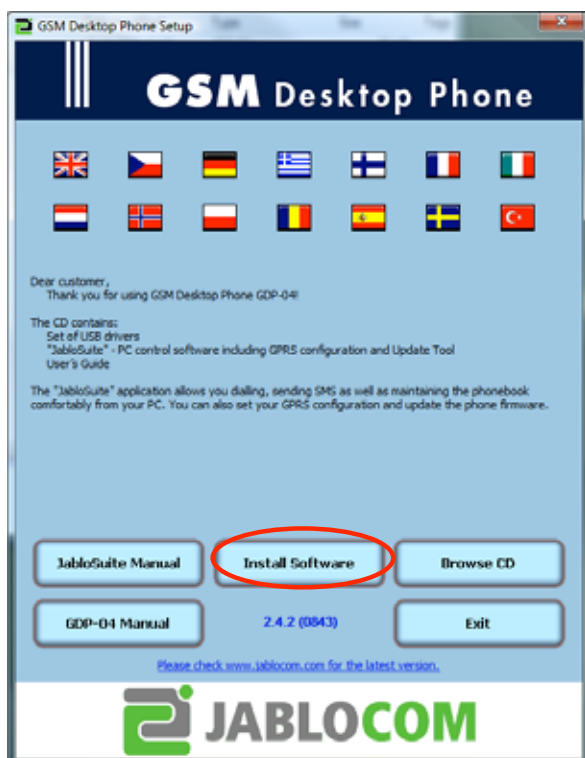 GSM Desktop Phone Setup
GSM Desktop Phone
Dear customer,
Thank you for using GSM Desktop Phone GDP-04!
The CD contains:
Set of USB drivers
"JabloSuite" - PC control software including GPRS configuration and Update Tool
User's Guide
The "JabloSuite" application allows you dialling, sending SMS as well as maintaining the phonebook
comfortably from your PC. You can also set your GPRS configuration and update the phone firmware.
JabloSuite Manual
Install Software
Browse CD
GDP-04 Manual
2.4.2 (0843)
Exit
Please check www.jablocom.com for the latest version.
JABLOCOM